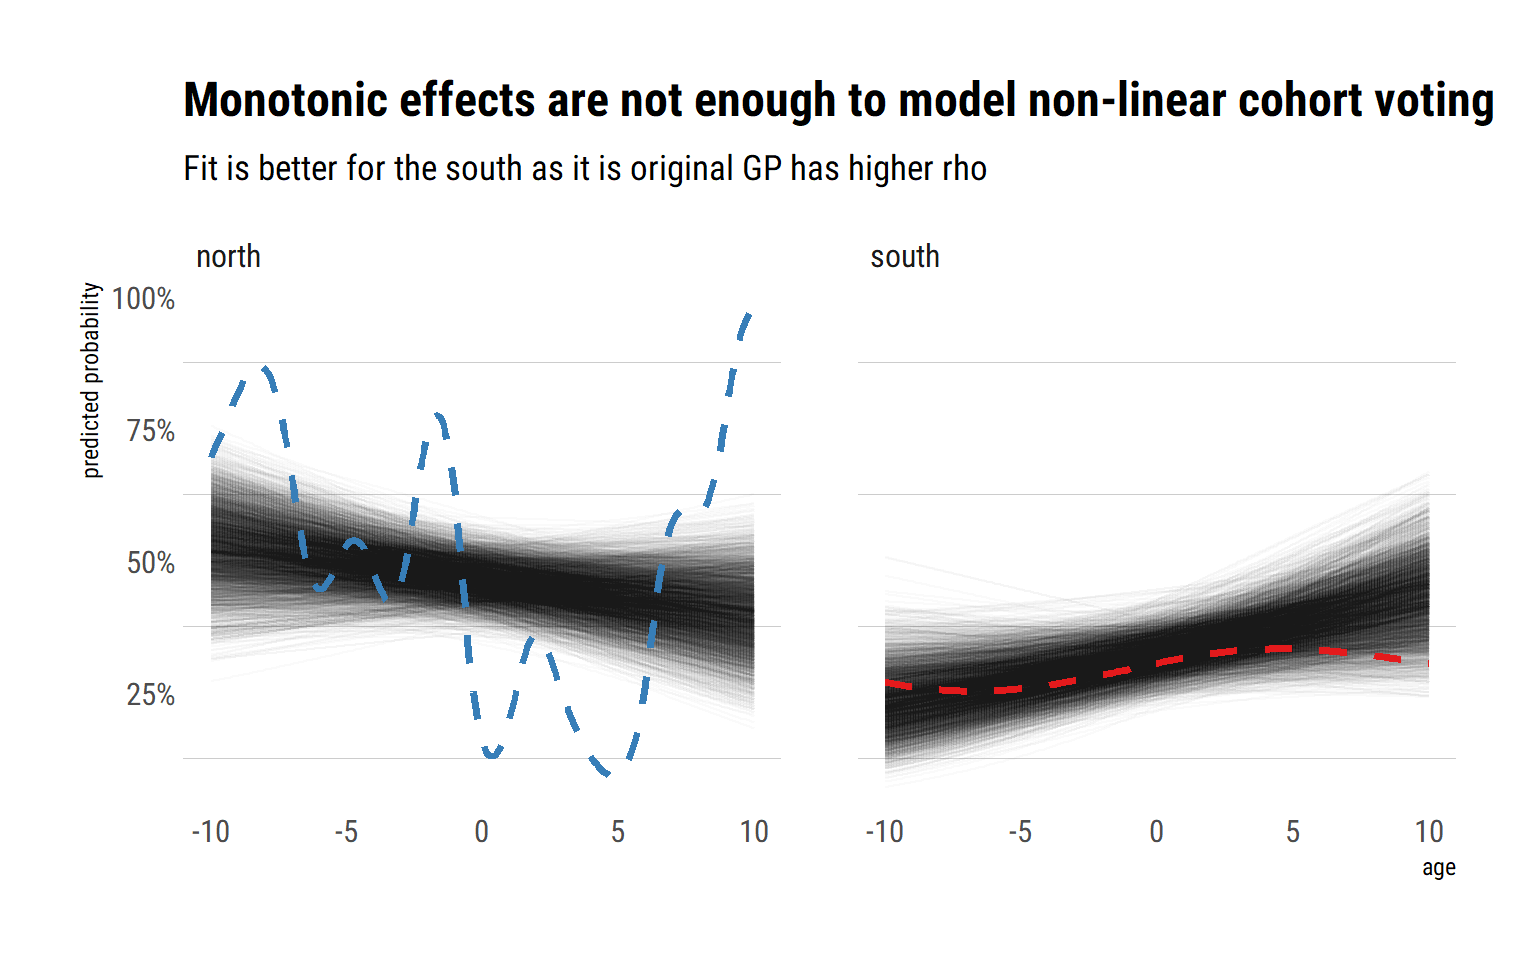 Monotonic effects are not enough to model non-linear cohort voting
Fit is better for the south as it is original GP has higher rho
north
south
predicted probability
100%
75%
50%
25%
-10 -5 0 5 10
-10 -5 0 5 10
age